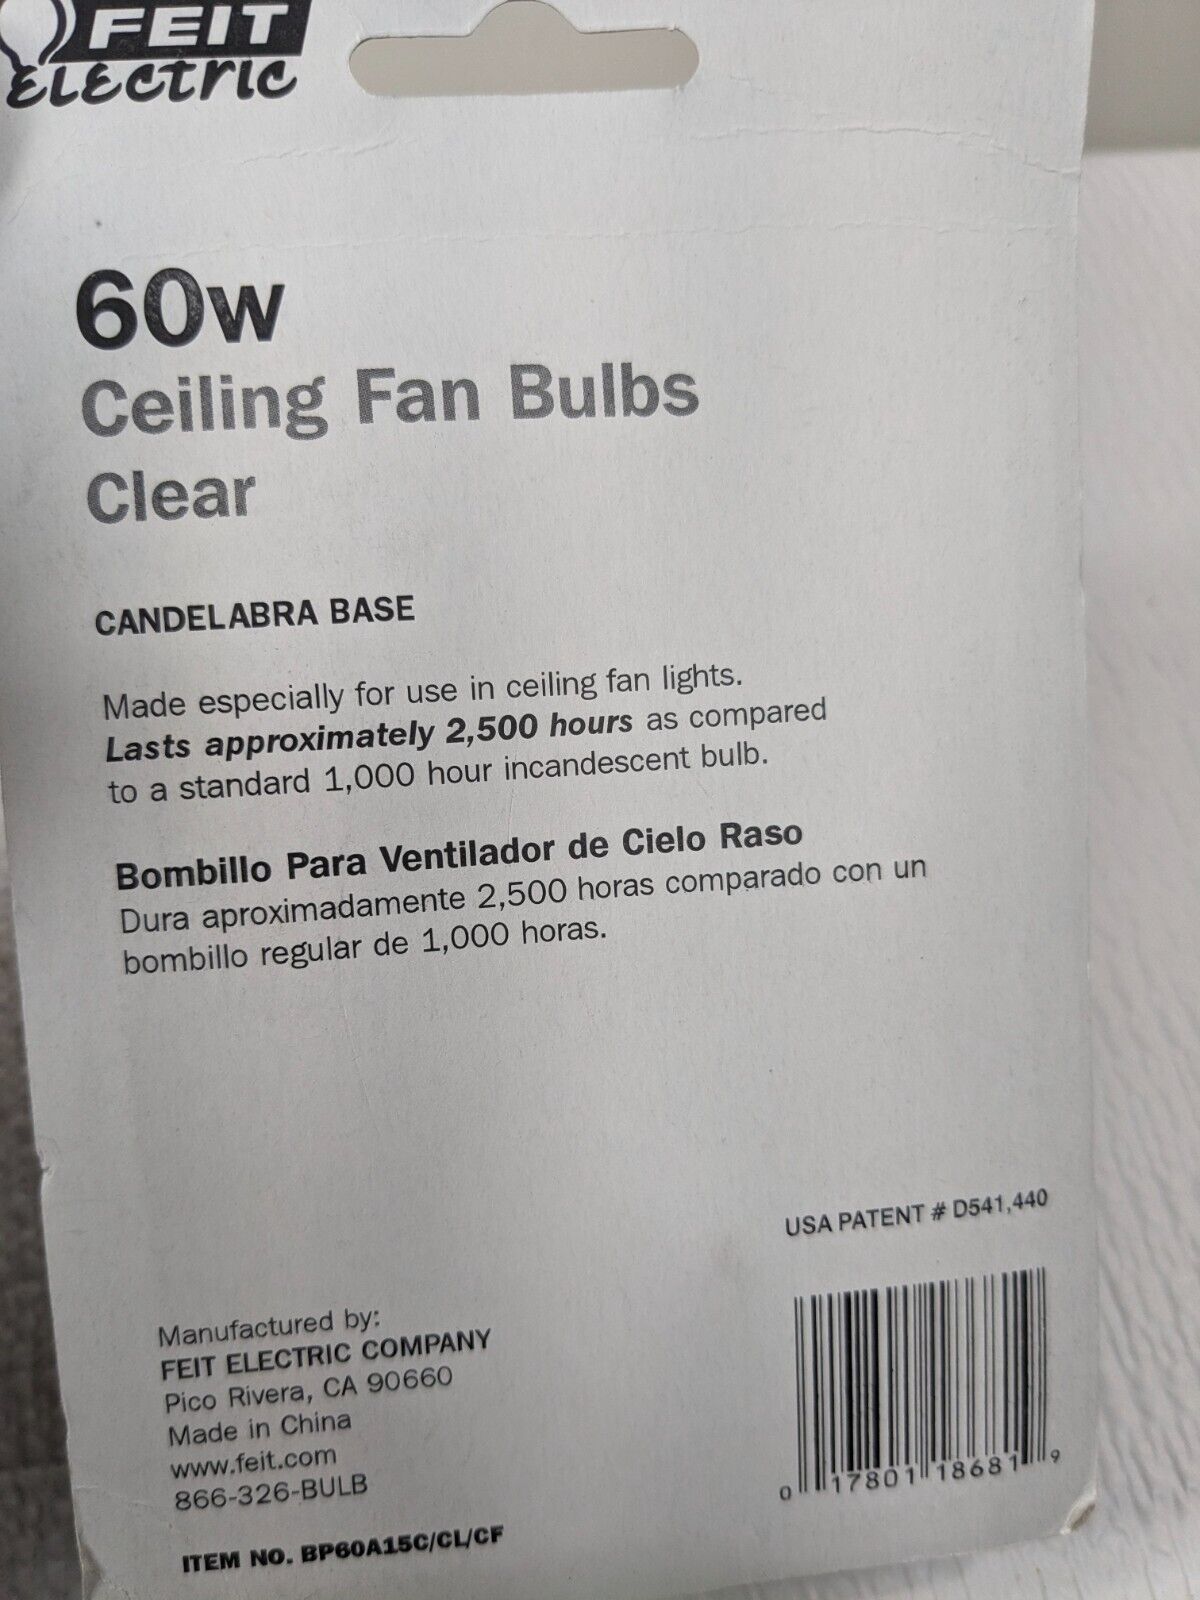 FEIT
ELECTRIC
60w
Ceiling Fan Bulbs
Clear
CANDELABRA BASE
Made especially for use in ceiling fan lights.
Lasts approximately 2,500 hours as compared
to a standard 1,000 hour incandescent bulb.
Bombillo Para Ventilador de Cielo Raso
Dura aproximadamente 2,500 horas comparado con un
bombillo regular de 1,000 horas.
USA PATENT # D541,440
Manufactured by:
FEIT ELECTRIC COMPANY
Pico Rivera, CA 90660
Made in China
www.feit.com
866-326-BULB
ITEM NO. BP60A15C/CL/CF
0 17801 18681 9